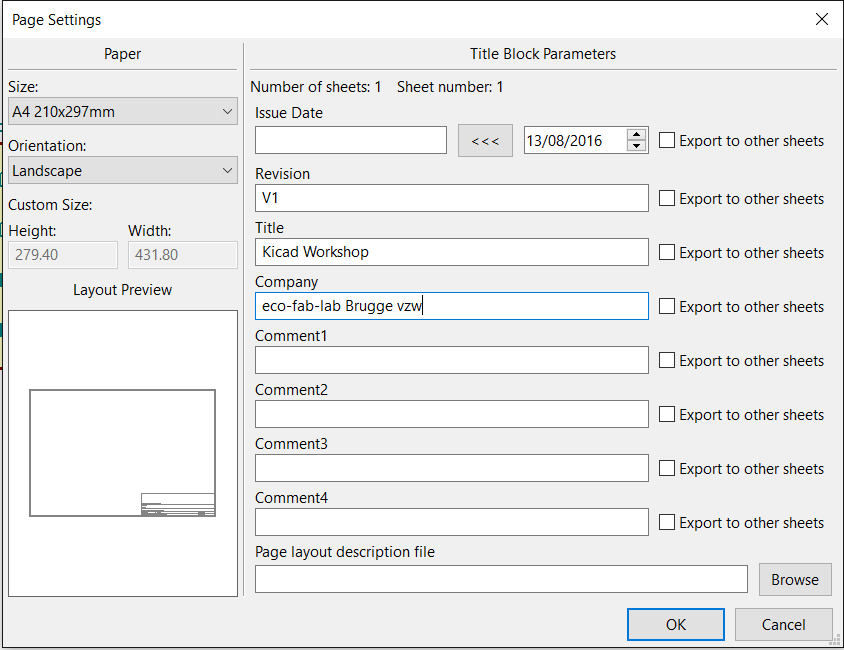 Page Settings
Paper
Size:
A4 210x297mm
Orientation:
Landscape
Custom Size:
Height: Width:
279.40 431.80
Layout Preview
Title Block Parameters
Number of sheets: 1 Sheet number: 1
Issue Date
<<< 13/08/2016 Export to other sheets
Revision
V1 Export to other sheets
Title
Kicad Workshop Export to other sheets
Company
eco-fab-lab Brugge vzw Export to other sheets
Comment1
Export to other sheets
Comment2
Export to other sheets
Comment3
Export to other sheets
Comment4
Export to other sheets
Page layout description file
Browse
OK Cancel